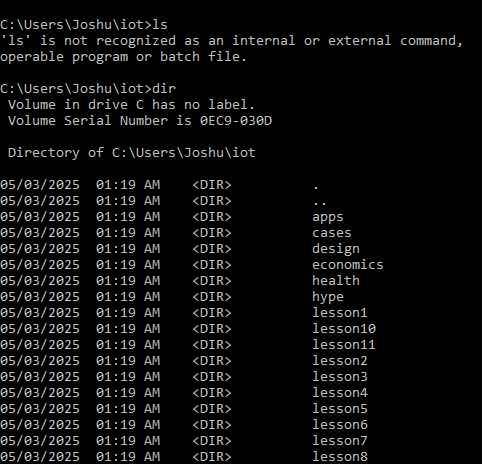 C:\Users\Joshu\iot>ls
'ls' is not recognized as an internal or external command,
operable program or batch file.
C:\Users\Joshu\iot>dir
 Volume in drive C has no label.
 Volume Serial Number is 0EC9-030D
 Directory of C:\Users\Joshu\iot
05/03/2025  01:19 AM    <DIR>          .
05/03/2025  01:19 AM    <DIR>          ..
05/03/2025  01:19 AM    <DIR>          apps
05/03/2025  01:19 AM    <DIR>          cases
05/03/2025  01:19 AM    <DIR>          design
05/03/2025  01:19 AM    <DIR>          economics
05/03/2025  01:19 AM    <DIR>          health
05/03/2025  01:19 AM    <DIR>          hype
05/03/2025  01:19 AM    <DIR>          lesson1
05/03/2025  01:19 AM    <DIR>          lesson10
05/03/2025  01:19 AM    <DIR>          lesson11
05/03/2025  01:19 AM    <DIR>          lesson2
05/03/2025  01:19 AM    <DIR>          lesson3
05/03/2025  01:19 AM    <DIR>          lesson4
05/03/2025  01:19 AM    <DIR>          lesson5
05/03/2025  01:19 AM    <DIR>          lesson6
05/03/2025  01:19 AM    <DIR>          lesson7
05/03/2025  01:19 AM    <DIR>          lesson8